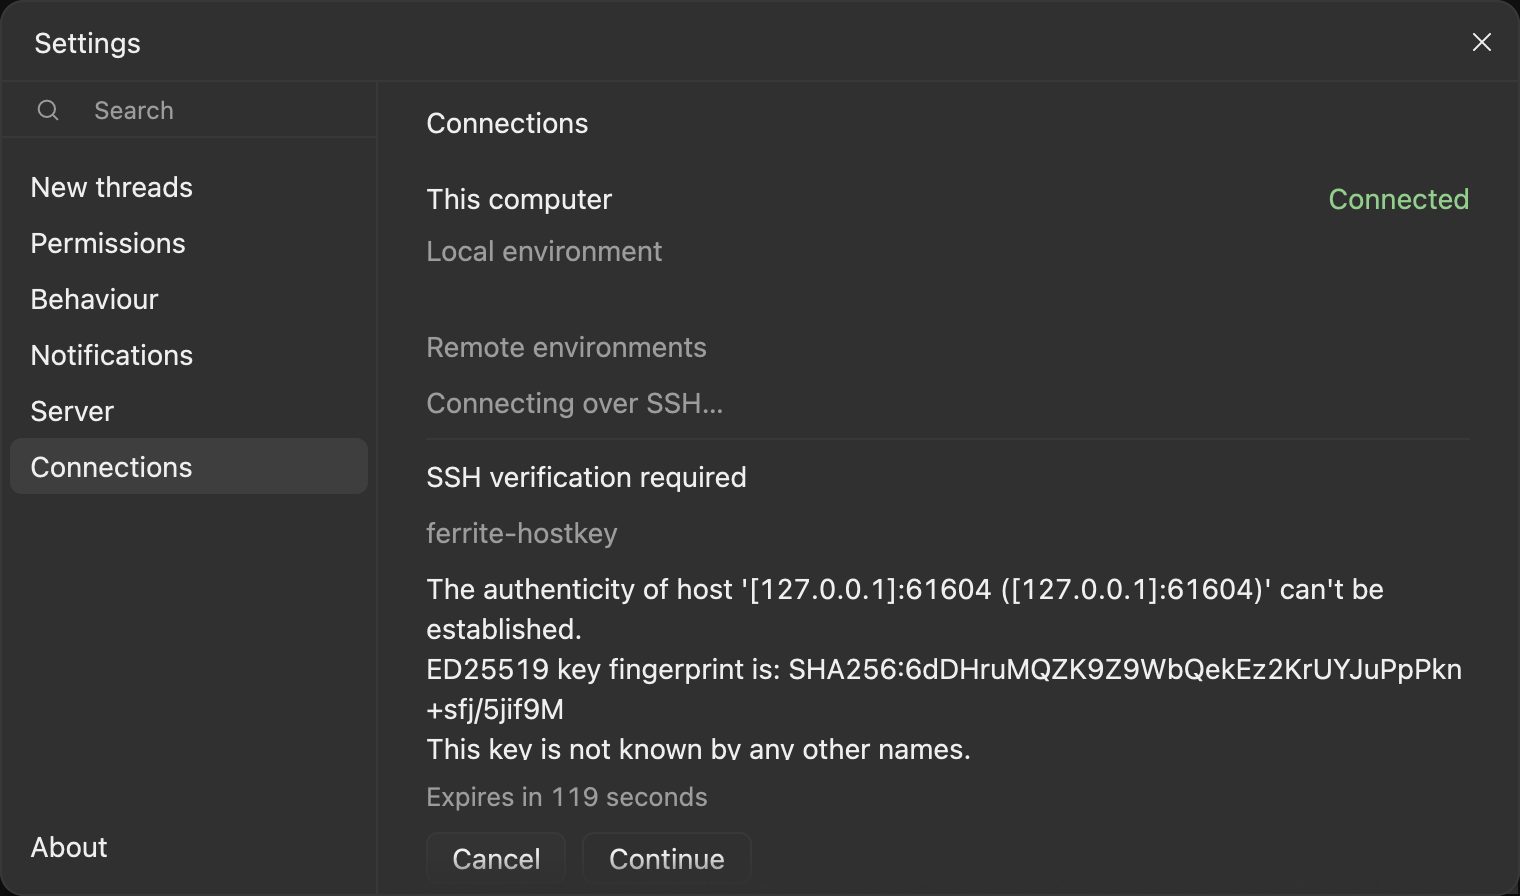 Settings
Search
New threads
Permissions
Behaviour
Notifications
Server
Connections
About
Connections
This computer
Connected
Local environment
Remote environments
Connecting over SSH...
SSH verification required
ferrite-hostkey
The authenticity of host '[127.0.0.1]:61604 ([127.0.0.1]:61604)' can't be
established.
ED25519 key fingerprint is: SHA256:6dDHruMQZK9Z9WbQekEz2KrUYJuPpPkn
+sfj/5jif9M
This key is not known by any other names.
Expires in 119 seconds
Cancel
Continue